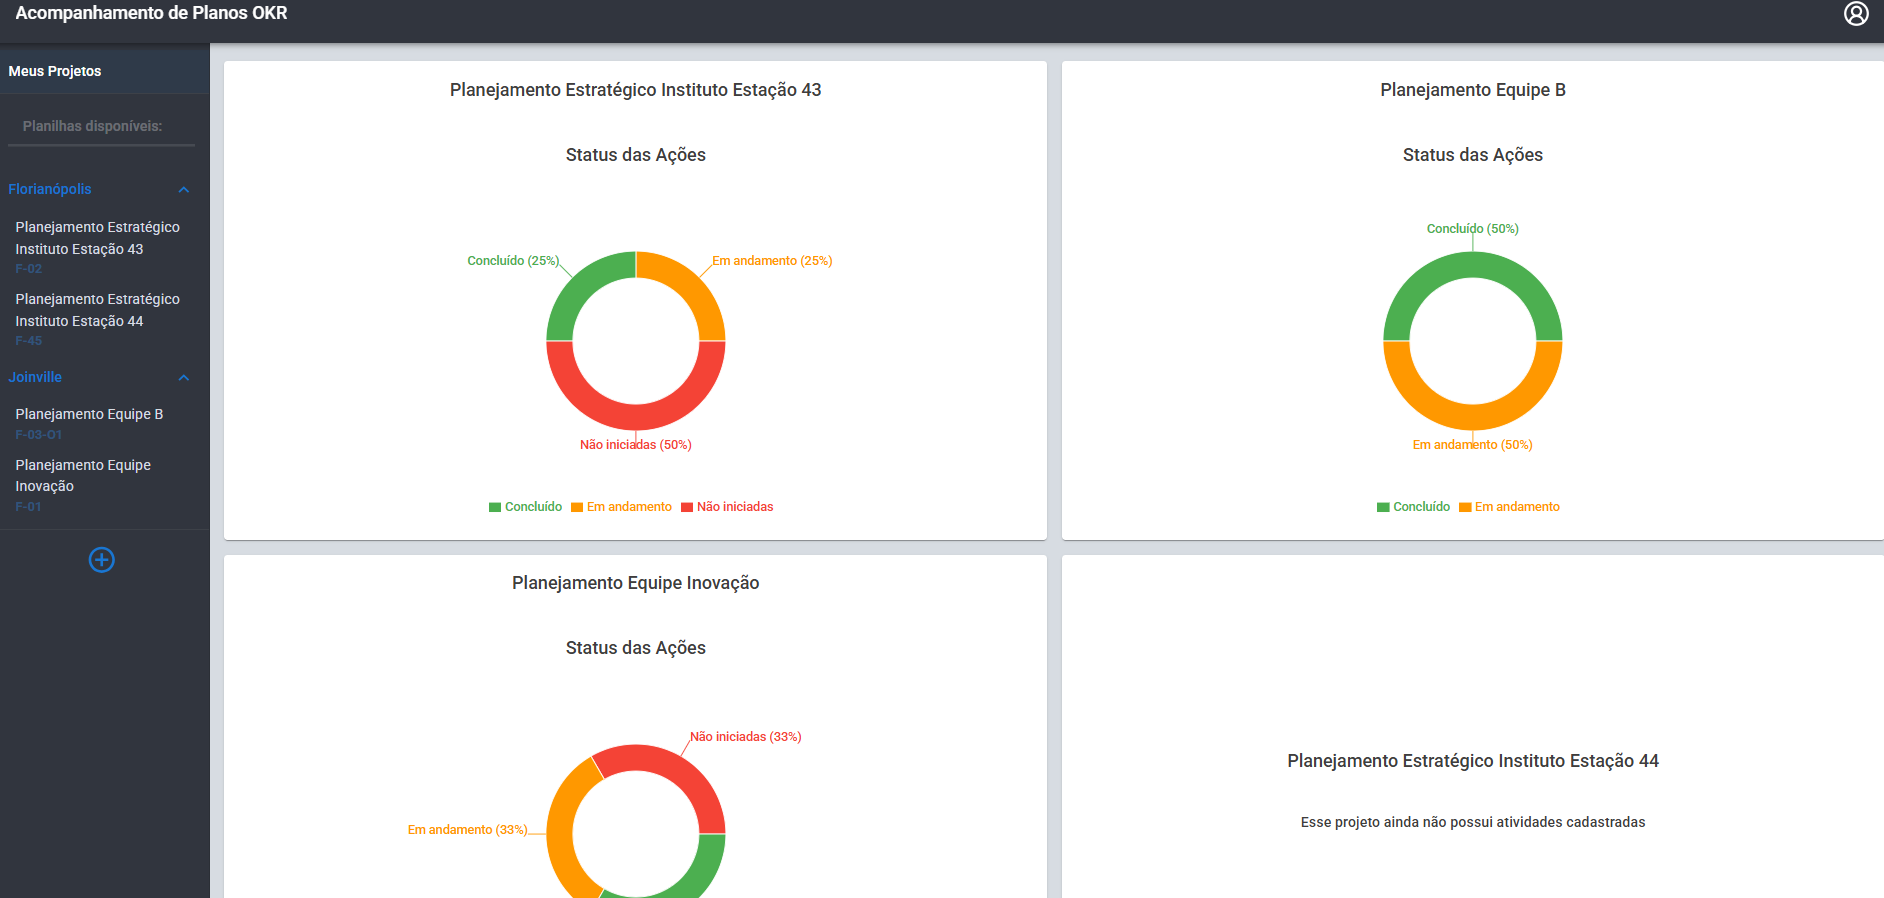 Acompanhamento de Planos OKR
Meus Projetos
Planilhas disponíveis:
Florianópolis
Planejamento Estratégico
Instituto Estação 43
F-02
Planejamento Estratégico
Instituto Estação 44
F-45
Joinville
Planejamento Equipe B
F-03-O1
Planejamento Equipe
Inovação
F-01
Planejamento Estratégico Instituto Estação 43
Status das Ações
Concluído (25%)
Em andamento (25%)
Não iniciadas (50%)
Concluído Em andamento Não iniciadas
Planejamento Equipe B
Status das Ações
Concluído (50%)
Em andamento (50%)
Concluído Em andamento
Planejamento Equipe Inovação
Status das Ações
Não iniciadas (33%)
Em andamento (33%)
Planejamento Estratégico Instituto Estação 44
Esse projeto ainda não possui atividades cadastradas